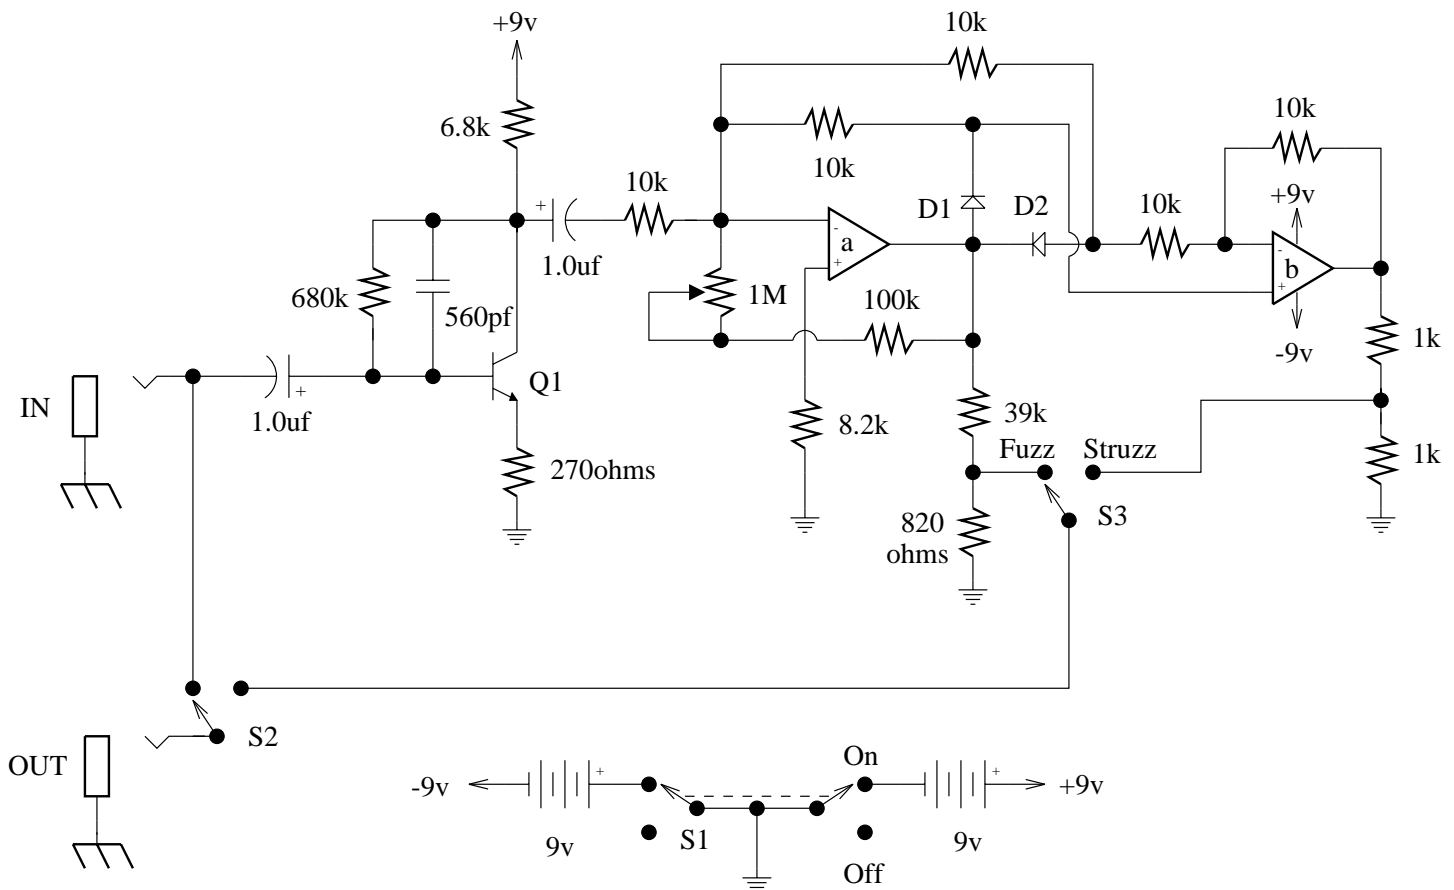 +9v
10k
6.8k
10k
10k
10k
10k
+9v
D1
D2
10k
-
a
+
-
b
+
+
1.0uf
680k
560pf
1M
100k
-9v
1k
IN
+
1.0uf
Q1
8.2k
39k
Fuzz
Struzz
270ohms
1k
820
ohms
S3
S2
OUT
On
-9v
+
+
+9v
9v
S1
9v
Off